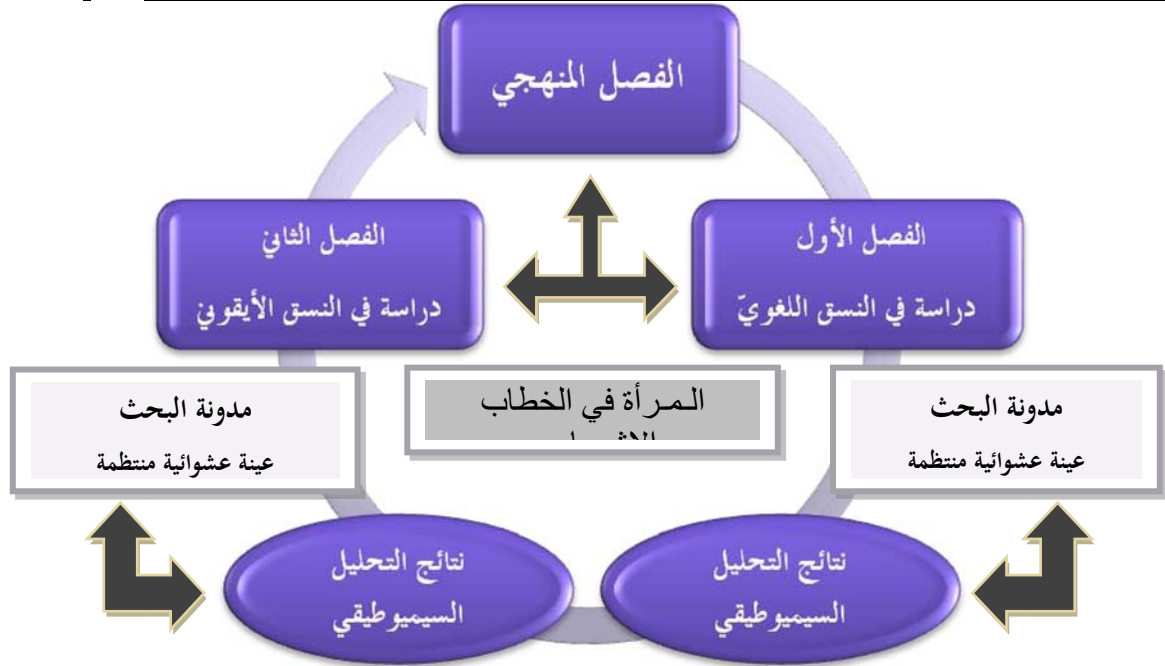 الفصل المنهجي
الفصل الأول
دراسة في النسق اللغويّ
الفصل الثاني
دراسة في النسق الأيقوني
مدونة البحث
عينة عشوائية منتظمة
المـرأة في الخطاب
مدونة البحث
عينة عشوائية منتظمة
نتائج التحليل
السيميوطيقي
نتائج التحليل
السيميوطيقي